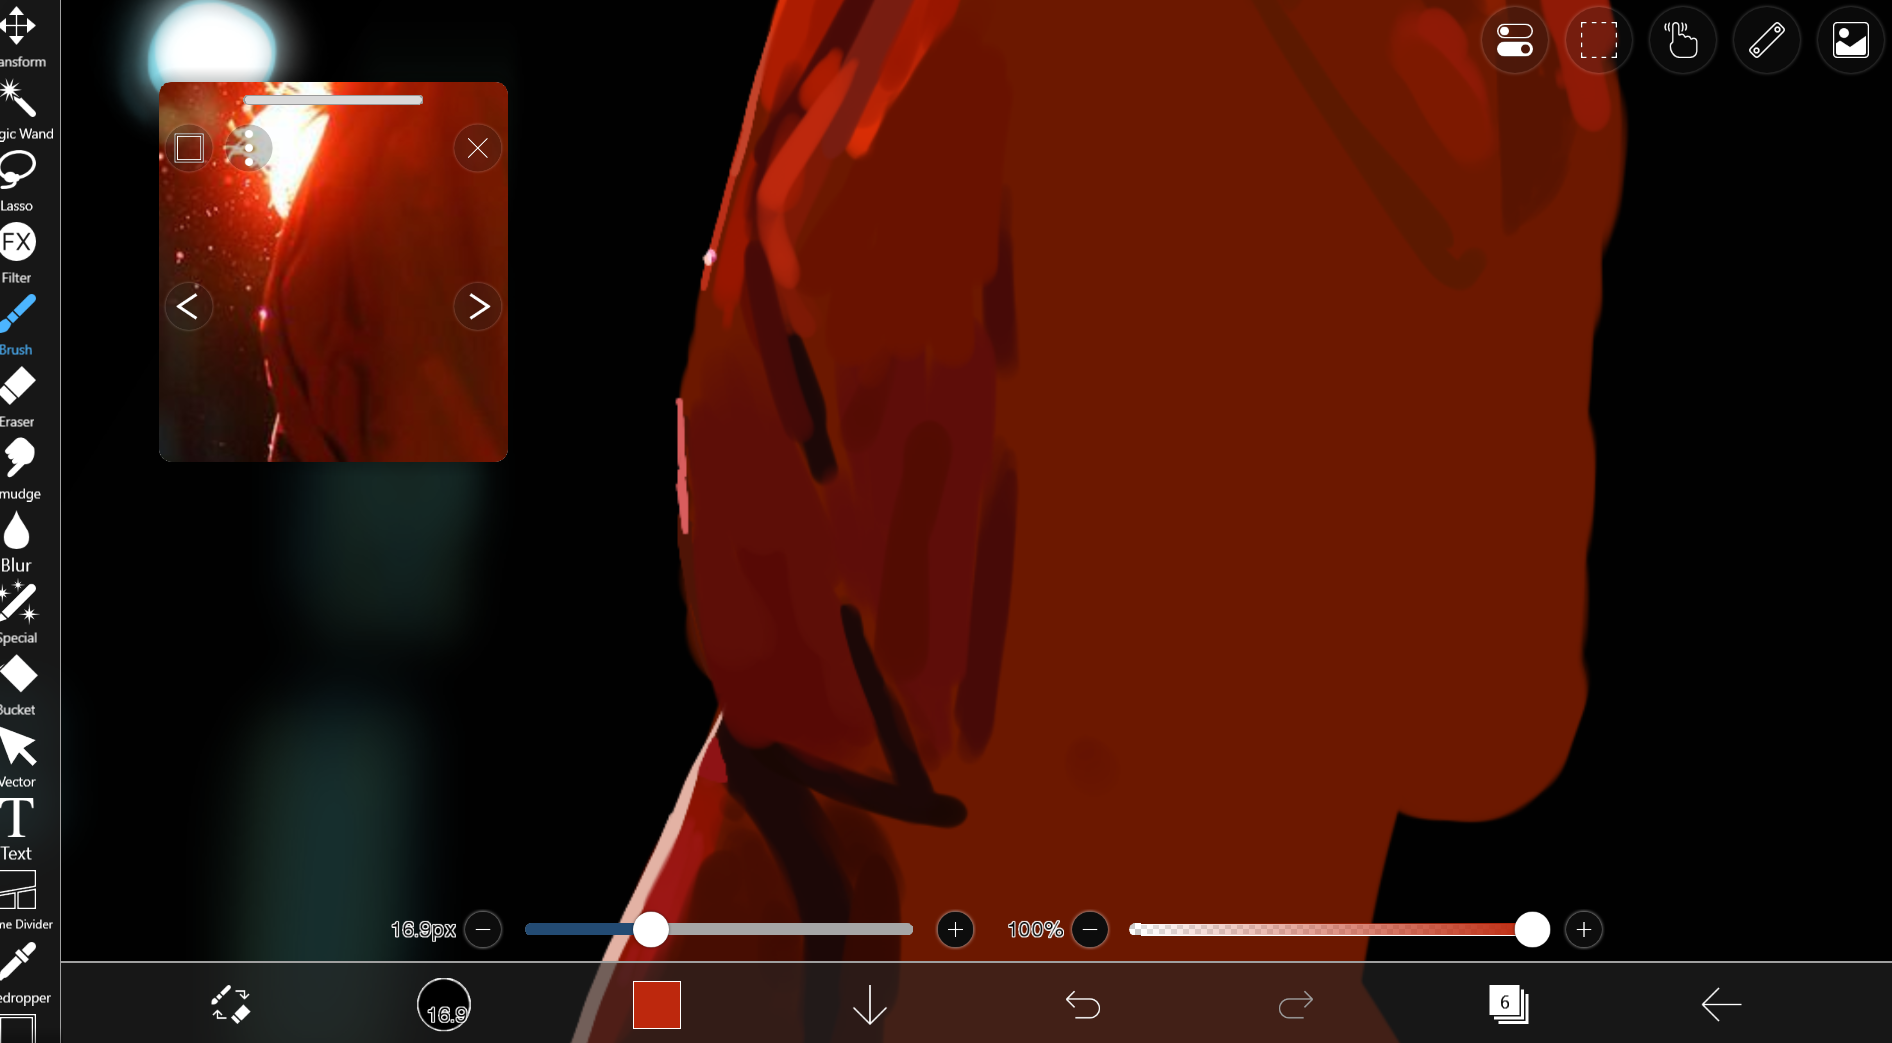 ansform
gic Wand
Lasso
FX
Filter
Brush
Eraser
mudge
Blur
Special
Bucket
Vector
T
Text
me Divider
edropper
16.9px
100%
16.9
6